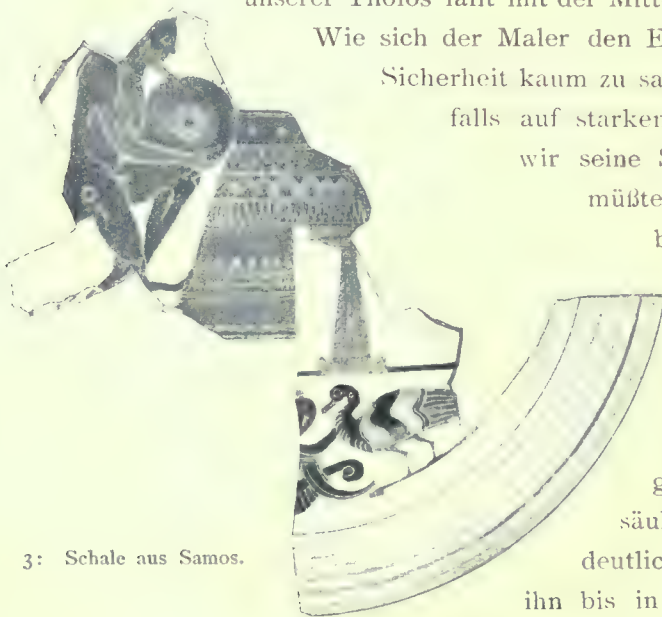 unserer Tholos fällt mit der Mitt
Wie sich der Maler den E
Sicherheit kaum zu sa
falls auf starker
wir seine S
müßte
b
g
säul
deutlic
ihn bis in
3: Schale aus Samos.